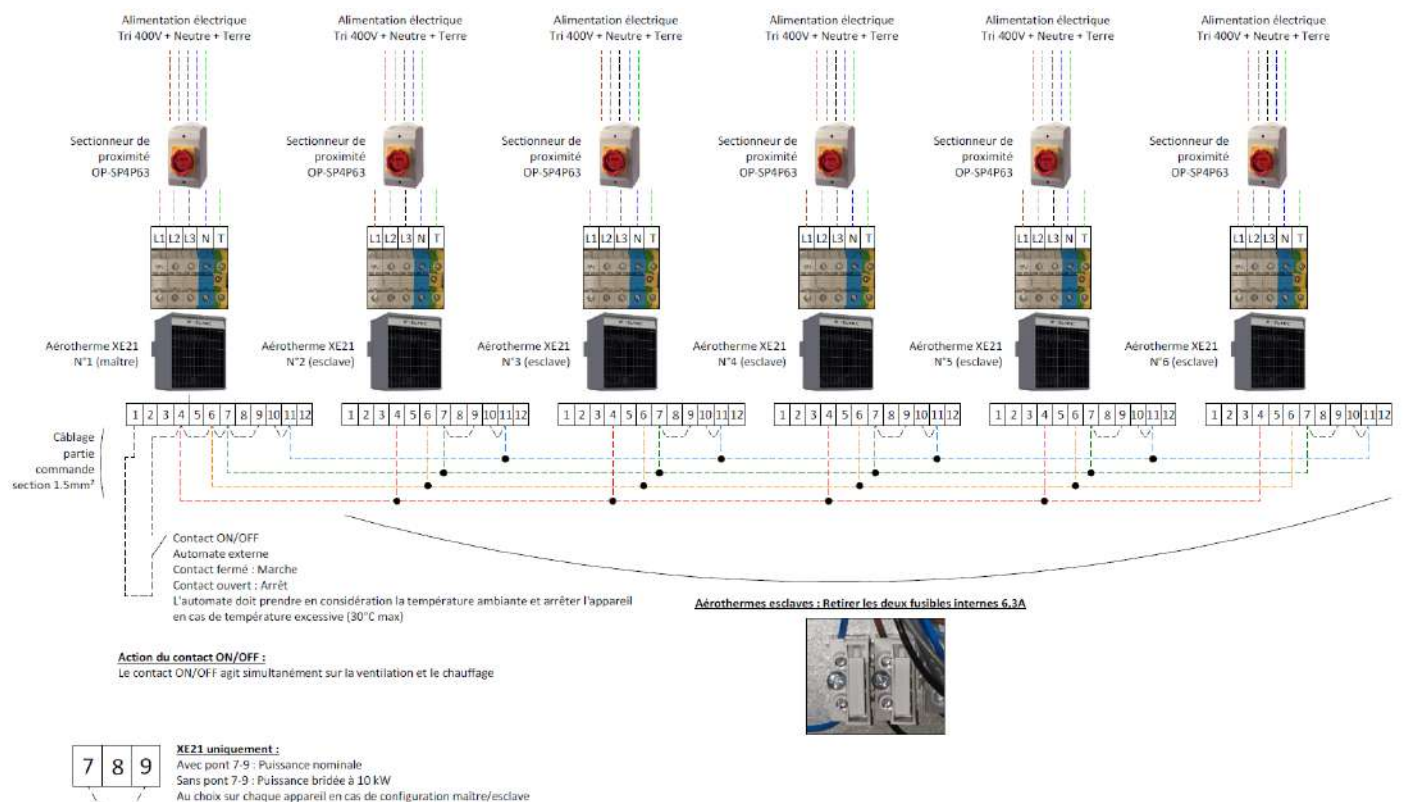 Alimentation électrique
Tri 400V + Neutre + Terre
Alimentation électrique
Tri 400V + Neutre + Terre
Alimentation électrique
Tri 400V + Neutre + Terre
Alimentation électrique
Tri 400V + Neutre + Terre
Alimentation électrique
Tri 400V + Neutre + Terre
Alimentation électrique
Tri 400V + Neutre + Terre
Sectionneur de
proximité
OP-SP4P63
Sectionneur de
proximité
OP-SP4P63
Sectionneur de
proximité
OP-SP4P63
Sectionneur de
proximité
OP-SP4P63
Sectionneur de
proximité
OP-SP4P63
Sectionneur de
proximité
OP-SP4P63
L1 L2 L3 N T
L1 L2 L3 N T
L1 L2 L3 N T
L1 L2 L3 N T
L1 L2 L3 N T
L1 L2 L3 N T
Aérotherme XE21
N°1 (maître)
Aérotherme XE21
N°2 (esclave)
Aérotherme XE21
N°3 (esclave)
Aérotherme XE21
N°4 (esclave)
Aérotherme XE21
N°5 (esclave)
Aérotherme XE21
N°6 (esclave)
1 2 3 4 5 6 7 8 9 10 11 12
1 2 3 4 5 6 7 8 9 10 11 12
1 2 3 4 5 6 7 8 9 10 11 12
1 2 3 4 5 6 7 8 9 10 11 12
1 2 3 4 5 6 7 8 9 10 11 12
1 2 3 4 5 6 7 8 9 10 11 12
Câblage
partie
commande
section 1.5mm²
Contact ON/OFF
Automate externe
Contact fermé : Marche
Contact ouvert : Arrêt
L'automate doit prendre en considération la température ambiante et arrêter l'appareil
en cas de température excessive (30°C max)
Aérothermes esclaves : Retirer les deux fusibles internes 6,3A
Action du contact ON/OFF :
Le contact ON/OFF agit simultanément sur la ventilation et le chauffage
7 8 9
XE21 uniquement :
Avec pont 7-9 : Puissance nominale
Sans pont 7-9 : Puissance bridée à 10 kW
Au choix sur chaque appareil en cas de configuration maître/esclave